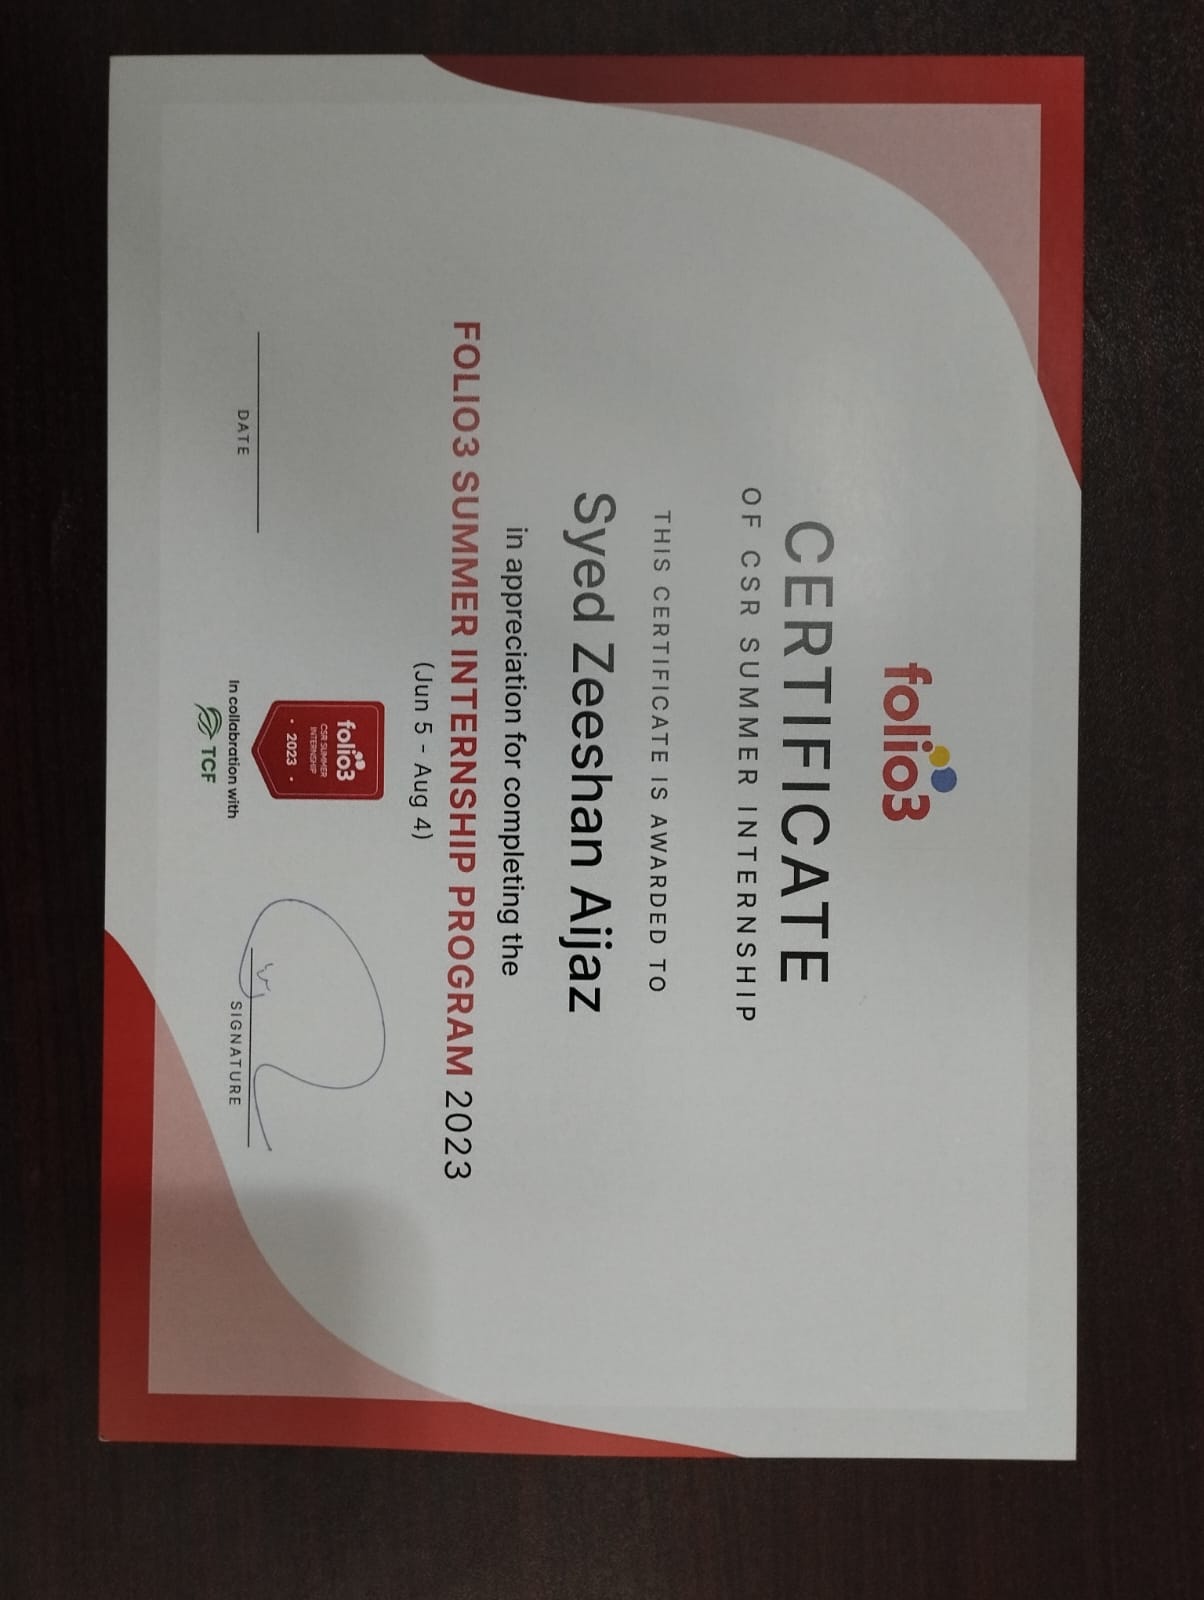 folio3
CERTIFICATE
OF CSR SUMMER INTERNSHIP
THIS CERTIFICATE IS AWARDED TO
Syed Zeeshan Aijaz
in appreciation for completing the
FOLIO3 SUMMER INTERNSHIP PROGRAM 2023
(Jun 5 - Aug 4)
folio3
CSR SUMMER
INTERNSHIP
· 2023 ·
DATE
In collabration with
TCF
SIGNATURE